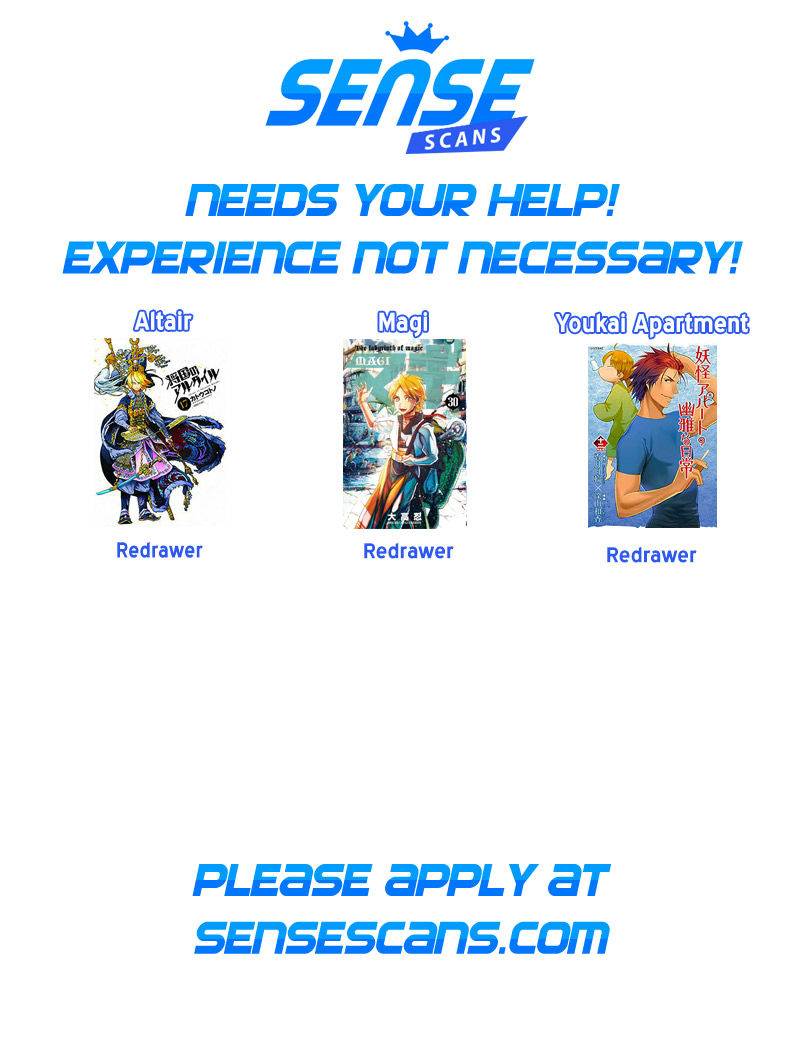 SENSE
SCANS
NEEDS YOUR HELP!
EXPERIENCE NOT NECESSARY!
Altair
Magi
Youkai Apartment
将国の
アルタイル
17
カトウコトノ
The labyrinth of magic
MAGI
30
大高忍
妖怪アパートの
幽雅な日常
十二
Redrawer
Redrawer
Redrawer
PLEASE APPLY AT
SENSESCANS.COM